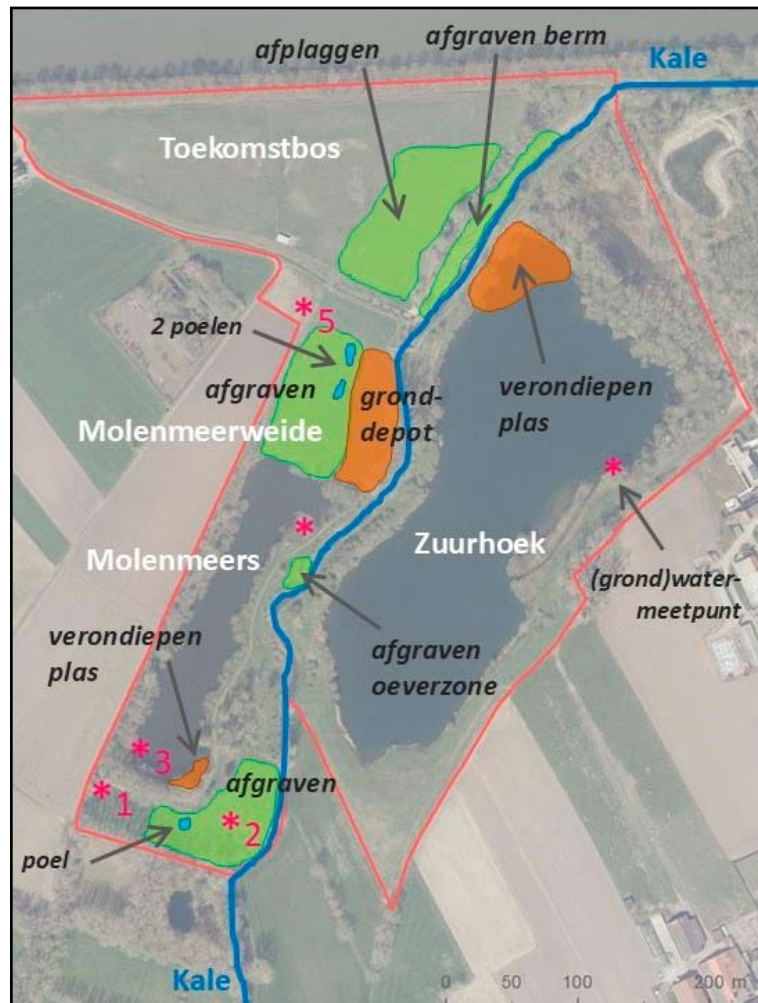 afplaggen
afgraven berm
Kale
Toekomstbos
* 5
2 poelen
afgraven
grond-
depot
verondiepen
plas
Molenmeerweide
*
*
Molenmeers
Zuurhoek
(grond)water-
meetpunt
verondiepen
plas
afgraven
oeverzone
* 3
* 1
afgraven
* 2
poel
Kale
0 50 100 200 m